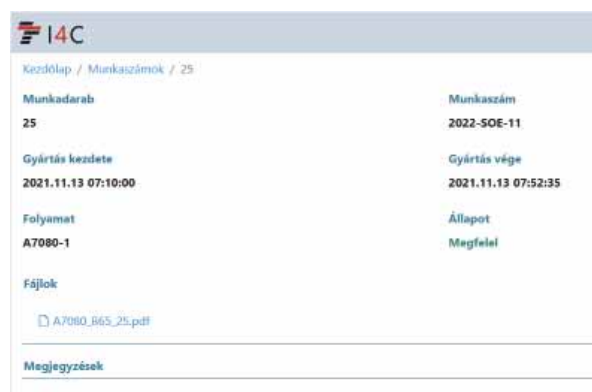 I4C
Kezdőlap / Munkaszámok / 25
Munkadarab
Munkaszám
25
2022-SOE-11
Gyártás kezdete
Gyártás vége
2021.11.13 07:10:00
2021.11.13 07:52:35
Folyamat
Állapot
A7080-1
Megfelel
Fájlok
A7080_R65_25.pdf
Megjegyzések